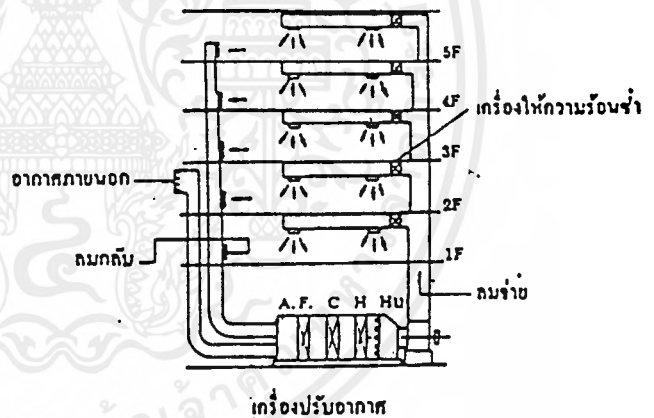 5F
4F
เครื่องให้ความร้อนซ้ำ
3F
อากาศภายนอก
2F
ลมกลับ
1F
ลมจ่าย
A.F. C H Hu
เครื่องปรับอากาศ